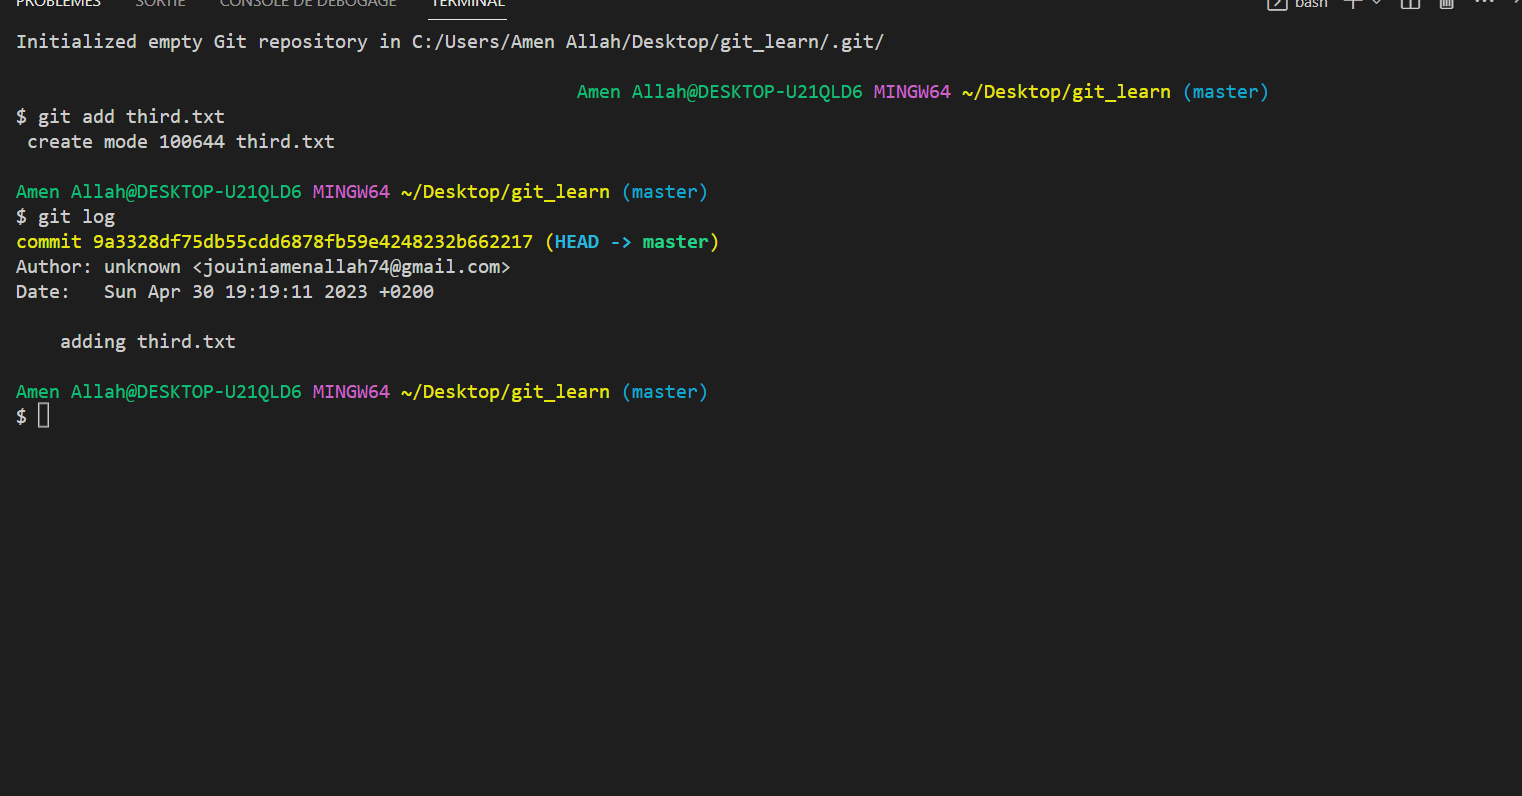 PROBLÈMES SORTIE CONSOLE DE DÉBOGAGE TERMINAL bash
Initialized empty Git repository in C:/Users/Amen Allah/Desktop/git_learn/.git/
Amen Allah@DESKTOP-U21QLD6 MINGW64 ~/Desktop/git_learn (master)
$ git add third.txt
create mode 100644 third.txt
Amen Allah@DESKTOP-U21QLD6 MINGW64 ~/Desktop/git_learn (master)
$ git log
commit 9a3328df75db55cdd6878fb59e4248232b662217 (HEAD -> master)
Author: unknown <jouiniamenallah74@gmail.com>
Date:   Sun Apr 30 19:19:11 2023 +0200
adding third.txt
Amen Allah@DESKTOP-U21QLD6 MINGW64 ~/Desktop/git_learn (master)
$